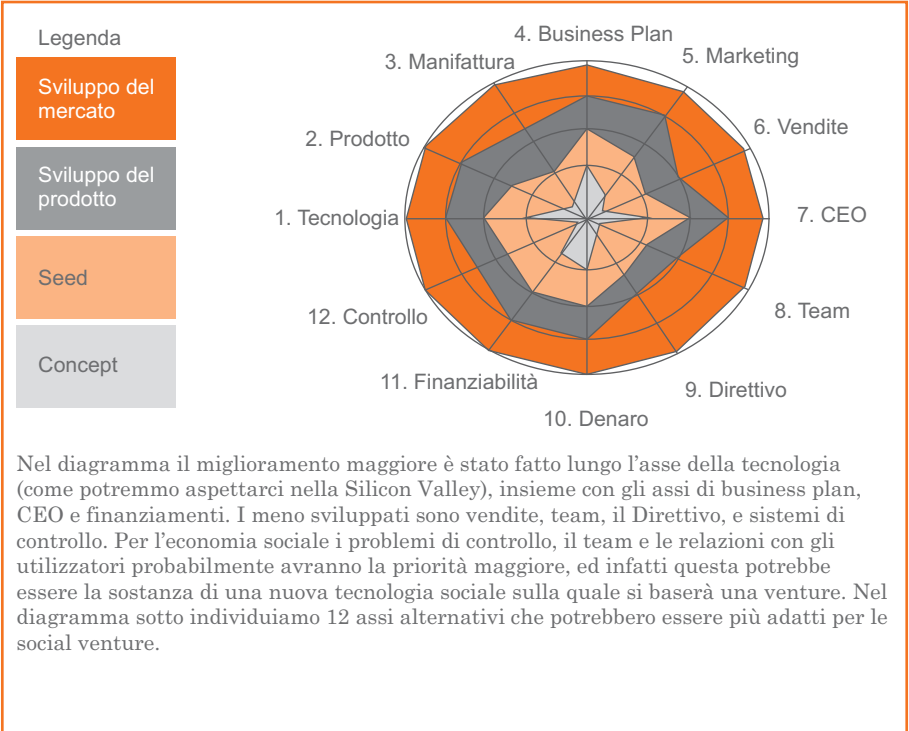 Legenda
Sviluppo del
mercato
Sviluppo del
prodotto
Seed
Concept
4. Business Plan
3. Manifattura
5. Marketing
2. Prodotto
6. Vendite
1. Tecnologia
7. CEO
12. Controllo
8. Team
11. Finanziabilità
9. Direttivo
10. Denaro
Nel diagramma il miglioramento maggiore è stato fatto lungo l’asse della tecnologia
(come potremmo aspettarci nella Silicon Valley), insieme con gli assi di business plan,
CEO e finanziamenti. I meno sviluppati sono vendite, team, il Direttivo, e sistemi di
controllo. Per l’economia sociale i problemi di controllo, il team e le relazioni con gli
utilizzatori probabilmente avranno la priorità maggiore, ed infatti questa potrebbe
essere la sostanza di una nuova tecnologia sociale sulla quale si baserà una venture. Nel
diagramma sotto individuiamo 12 assi alternativi che potrebbero essere più adatti per le
social venture.